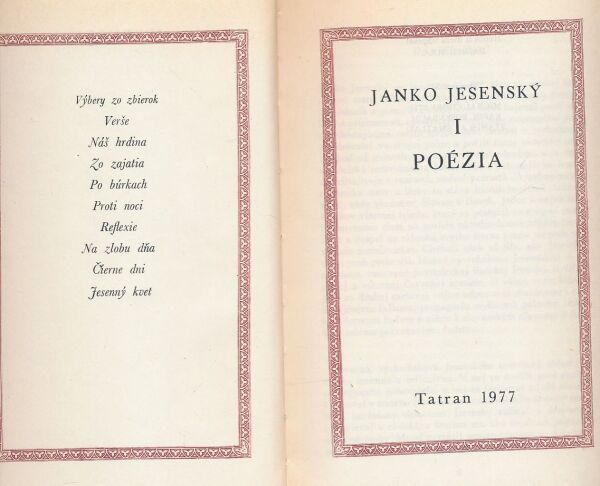 Výbery zo zbierok
Verše
Náš hrdina
Zo zajatia
Po búrkach
Proti noci
Reflexie
Na zlobu dňa
Čierne dni
Jesenný kvet
JANKO JESENSKÝ
I
POÉZIA
Tatran 1977